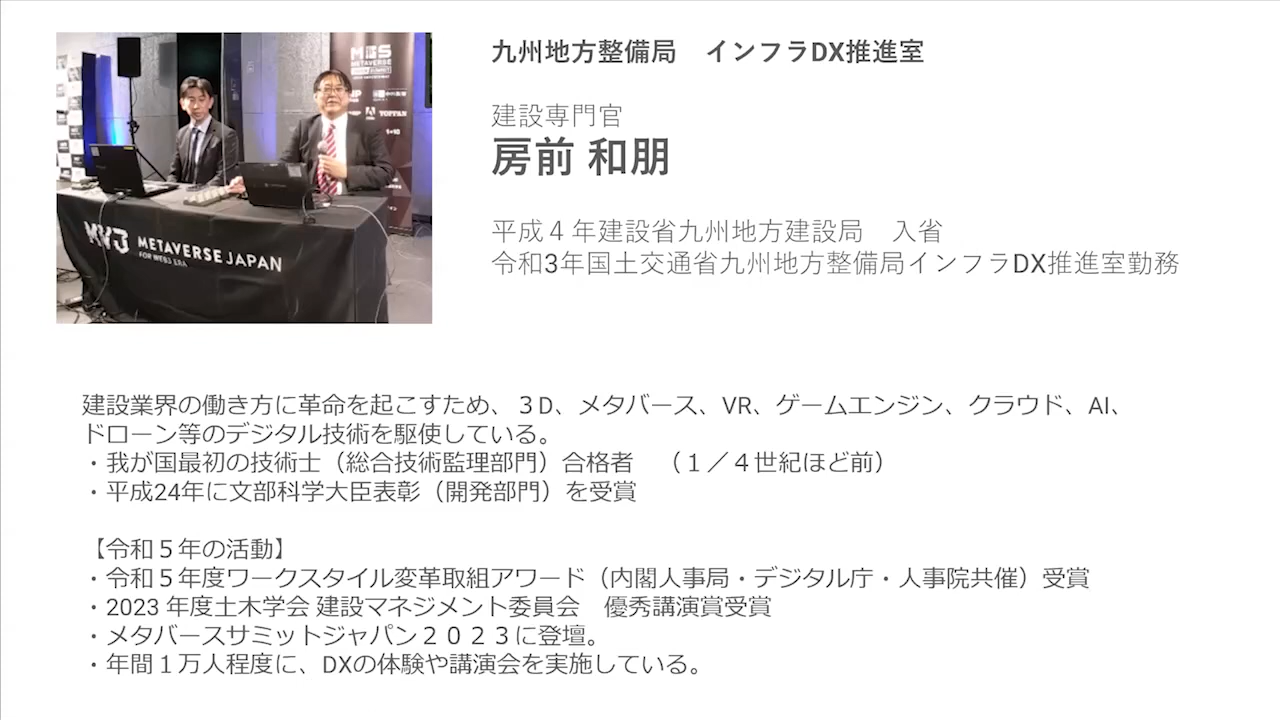 九州地方整備局　インフラDX推進室
建設専門官
房前 和朋
平成４年建設省九州地方建設局　入省
令和3年国土交通省九州地方整備局インフラDX推進室勤務
MVJ METAVERSE JAPAN
FOR WEB3 ERA
METAVERSE
TOPPAN
建設業界の働き方に革命を起こすため、３D、メタバース、VR、ゲームエンジン、クラウド、AI、
ドローン等のデジタル技術を駆使している。
・我が国最初の技術士（総合技術監理部門）合格者　（１／４世紀ほど前）
・平成24年に文部科学大臣表彰（開発部門）を受賞
【令和５年の活動】
・令和５年度ワークスタイル変革取組アワード（内閣人事局・デジタル庁・人事院共催）受賞
・2023 年度土木学会 建設マネジメント委員会　優秀講演賞受賞
・メタバースサミットジャパン２０２３に登壇。
・年間１万人程度に、DXの体験や講演会を実施している。